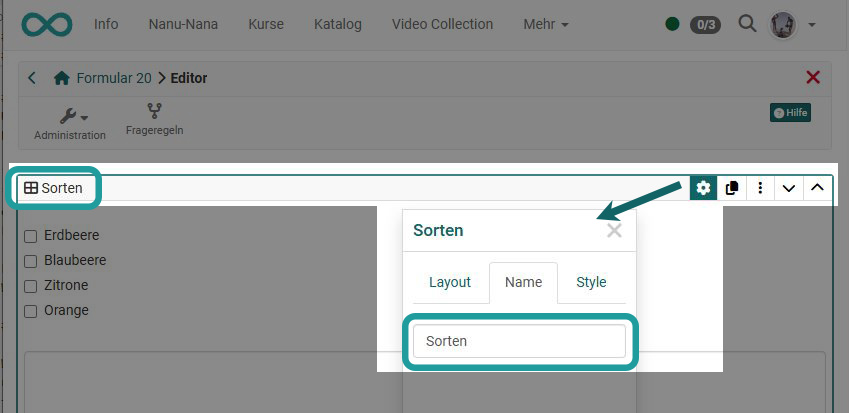 Info Nanu-Nana Kurse Katalog Video Collection Mehr 0/3
Formular 20 Editor
Administration Frageregeln Hilfe
Sorten
Sorten
Layout Name Style
Sorten
Erdbeere
Blaubeere
Zitrone
Orange